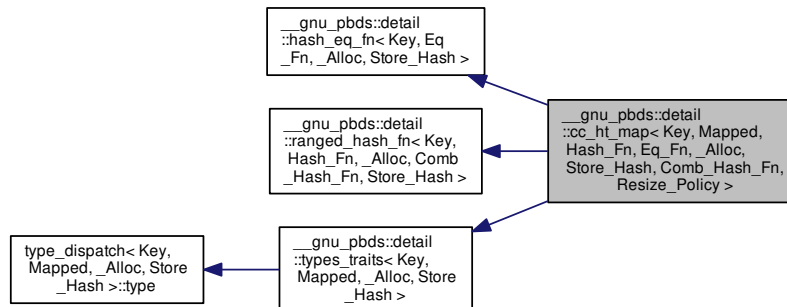 __gnu_pbds::detail
::hash_eq_fn< Key, Eq
_Fn, _Alloc, Store_Hash >
__gnu_pbds::detail
::ranged_hash_fn< Key,
Hash_Fn, _Alloc, Comb
_Hash_Fn, Store_Hash >
__gnu_pbds::detail
::cc_ht_map< Key, Mapped,
Hash_Fn, Eq_Fn, _Alloc,
Store_Hash, Comb_Hash_Fn,
Resize_Policy >
type_dispatch< Key,
Mapped, _Alloc, Store
_Hash >::type
__gnu_pbds::detail
::types_traits< Key,
Mapped, _Alloc, Store
_Hash >